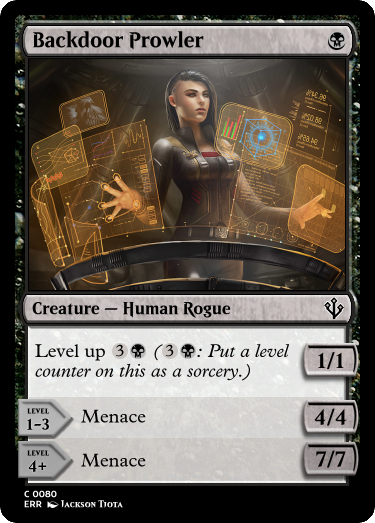 Backdoor Prowler
Creature — Human Rogue
Level up 3 ( 3 : Put a level
counter on this as a sorcery.)
1/1
LEVEL
1-3
Menace
4/4
LEVEL
4+
Menace
7/7
C 0080
ERR Jackson Tjota